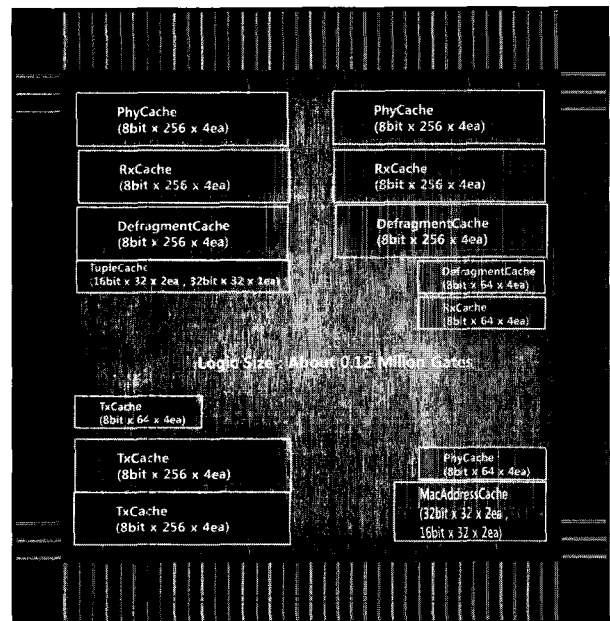 PhyCache
(8bit x 256 x 4ea)
PhyCache
(8bit x 256 x 4ea)
RxCache
(8bit x 256 x 4ea)
RxCache
(8bit x 256 x 4ea)
DefragmentCache
(8bit x 256 x 4ea)
DefragmentCache
(8bit x 256 x 4ea)
TupleCache
(16bit x 32 x 2ea , 32bit x 32 x 1ea)
DefragmentCache
(8bit x 64 x 4ea)
RxCache
(8bit x 64 x 4ea)
Logic Size : About 0.12 Millon Gates
TxCache
(8bit x 64 x 4ea)
TxCache
(8bit x 256 x 4ea)
PhyCache
(8bit x 64 x 4ea)
TxCache
(8bit x 256 x 4ea)
MacAddressCache
(32bit x 32 x 2ea ,
16bit x 32 x 2ea)